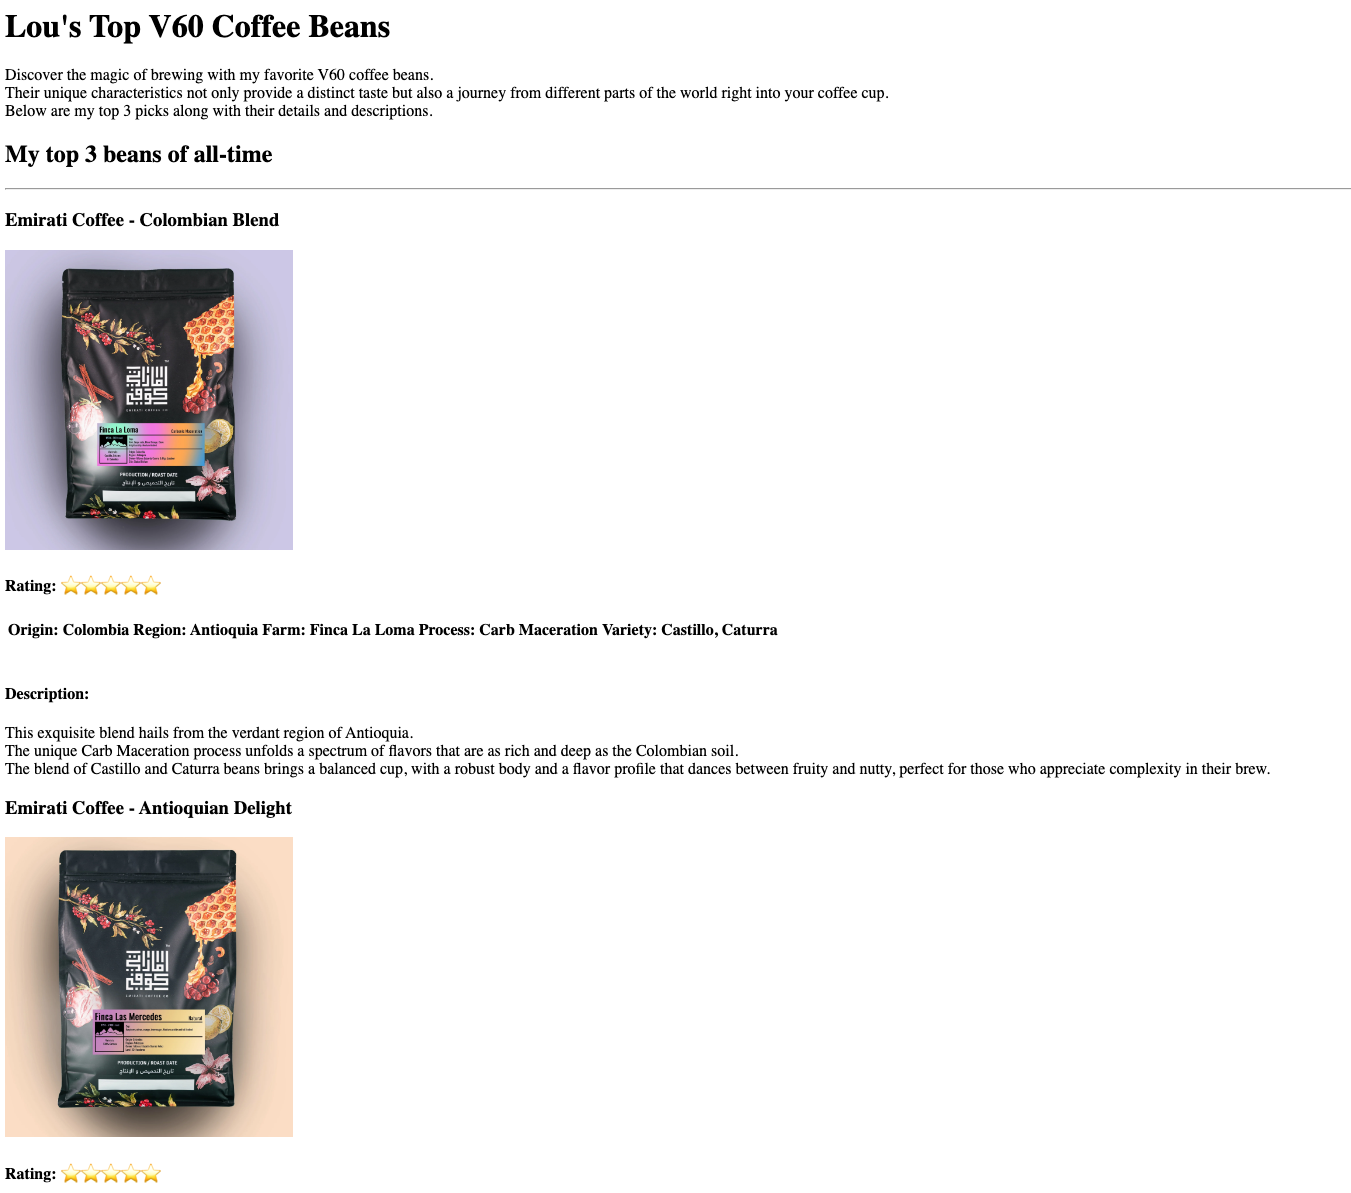 Lou's Top V60 Coffee Beans
Discover the magic of brewing with my favorite V60 coffee beans.
Their unique characteristics not only provide a distinct taste but also a journey from different parts of the world right into your coffee cup.
Below are my top 3 picks along with their details and descriptions.
My top 3 beans of all-time
Emirati Coffee - Colombian Blend
EMIRATI COFFEE CO
Finca La Loma
PRODUCTION / ROAST DATE
تاريخ التحميص و الإنتاج
Rating: ⭐⭐⭐⭐⭐
Origin: Colombia Region: Antioquia Farm: Finca La Loma Process: Carb Maceration Variety: Castillo, Caturra
Description:
This exquisite blend hails from the verdant region of Antioquia.
The unique Carb Maceration process unfolds a spectrum of flavors that are as rich and deep as the Colombian soil.
The blend of Castillo and Caturra beans brings a balanced cup, with a robust body and a flavor profile that dances between fruity and nutty, perfect for those who appreciate complexity in their brew.
Emirati Coffee - Antioquian Delight
EMIRATI COFFEE CO
Finca Las Mercedes Natural
PRODUCTION / ROAST DATE
تاريخ التحميص و الإنتاج
Rating: ⭐⭐⭐⭐⭐